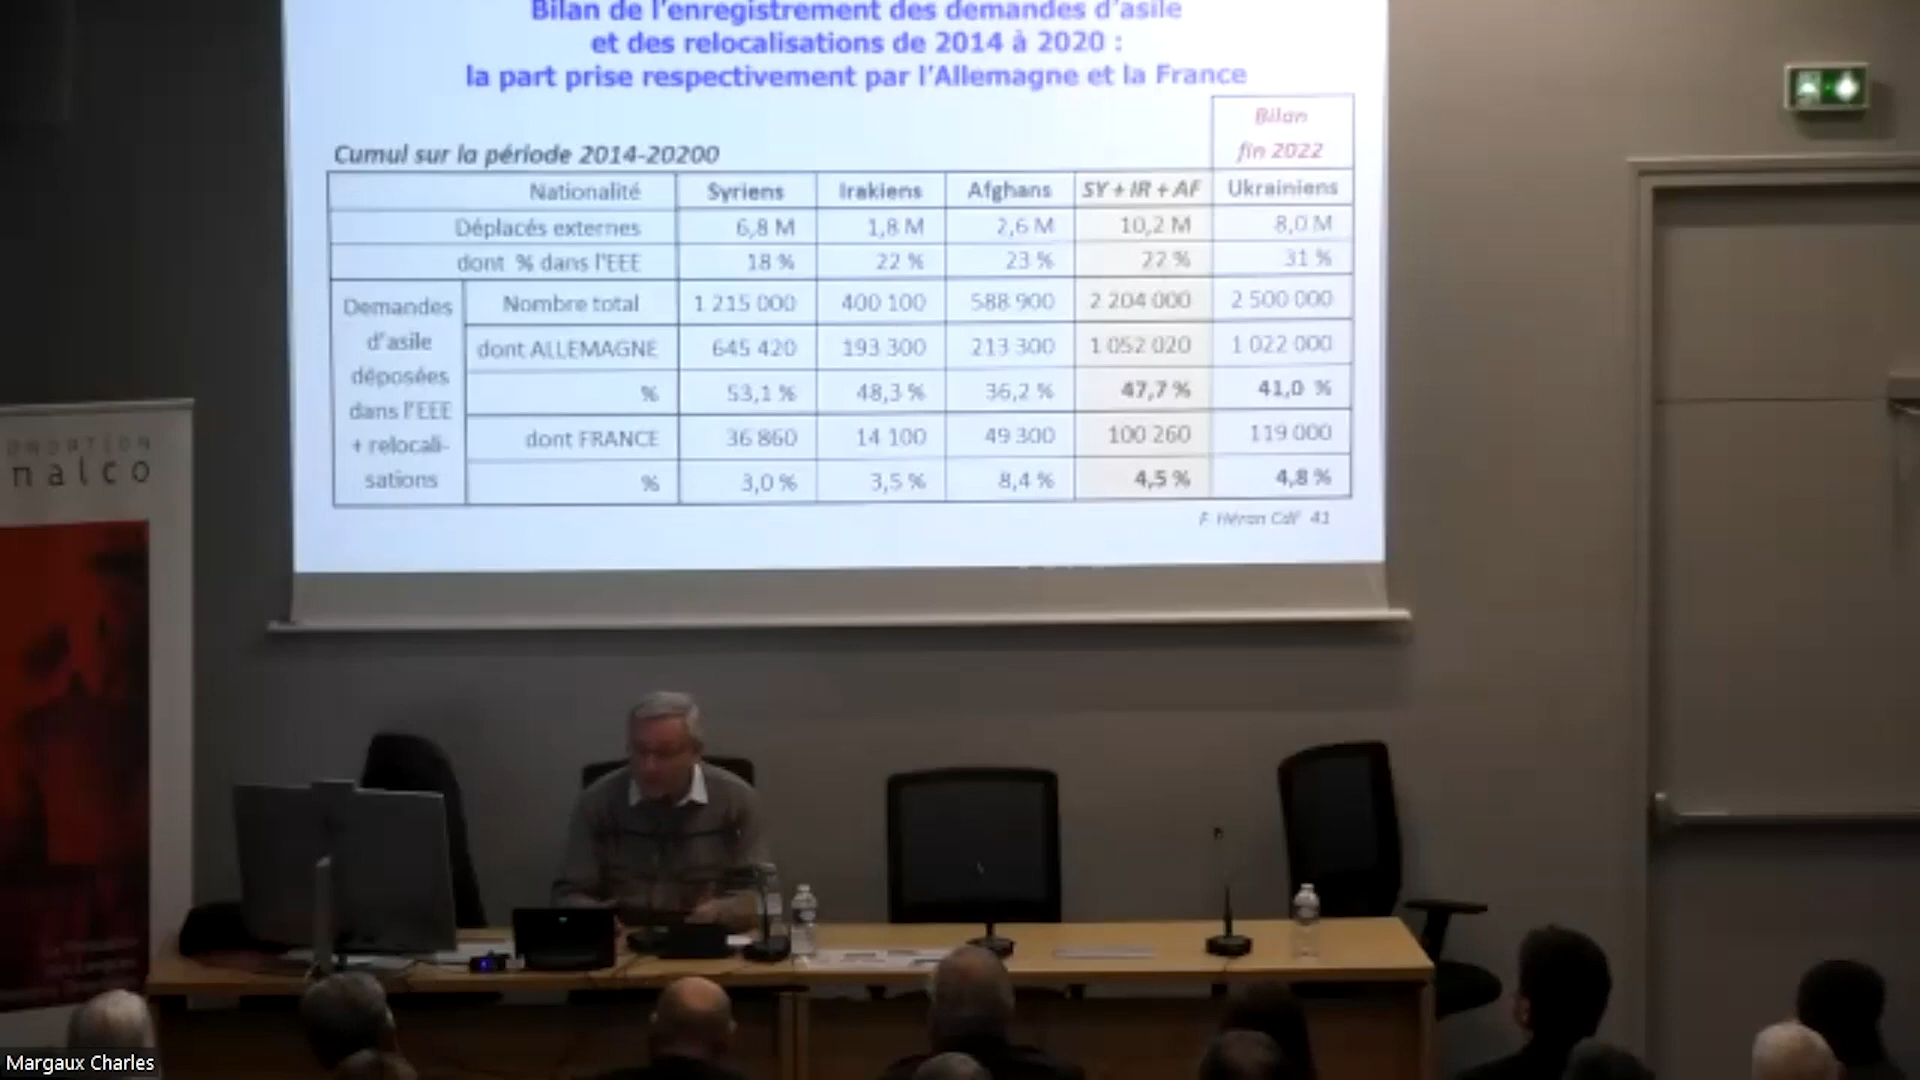 Bilan de l'enregistrement des demandes d'asile
et des relocalisations de 2014 à 2020 :
la part prise respectivement par l'Allemagne et la France
Bilan
fin 2022
Cumul sur la période 2014-20200
Nationalité Syriens Irakiens Afghans SY + IR + AF Ukrainiens
Déplacés externes 6,8 M 1,8 M 2,6 M 10,2 M 8,0 M
dont % dans l'EEE 18 % 22 % 23 % 22 % 31 %
Demandes
d'asile
déposées
dans l'EEE
+ relocali-
sations
Nombre total 1 215 000 400 100 588 900 2 204 000 2 500 000
dont ALLEMAGNE 645 420 193 300 213 300 1 052 020 1 022 000
% 53,1 % 48,3 % 36,2 % 47,7 % 41,0 %
dont FRANCE 36 860 14 100 49 300 100 260 119 000
% 3,0 % 3,5 % 8,4 % 4,5 % 4,8 %
F. Héran CdF 41
nalco
Margaux Charles